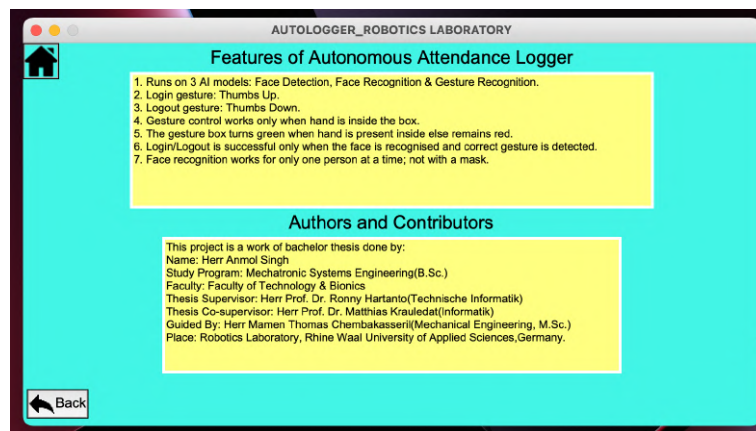 AUTOLOGGER_ROBOTICS LABORATORY
Features of Autonomous Attendance Logger
1. Runs on 3 AI models: Face Detection, Face Recognition & Gesture Recognition.
2. Login gesture: Thumbs Up.
3. Logout gesture: Thumbs Down.
4. Gesture control works only when hand is inside the box.
5. The gesture box turns green when hand is present inside else remains red.
6. Login/Logout is successful only when the face is recognised and correct gesture is detected.
7. Face recognition works for only one person at a time; not with a mask.
Authors and Contributors
This project is a work of bachelor thesis done by:
Name: Herr Anmol Singh
Study Program: Mechatronic Systems Engineering(B.Sc.)
Faculty: Faculty of Technology & Bionics
Thesis Supervisor: Herr Prof. Dr. Ronny Hartanto(Technische Informatik)
Thesis Co-supervisor: Herr Prof. Dr. Matthias Krauledat(Informatik)
Guided By: Herr Mamen Thomas Chembakasseril(Mechanical Engineering, M.Sc.)
Place: Robotics Laboratory, Rhine Waal University of Applied Sciences,Germany.
Back